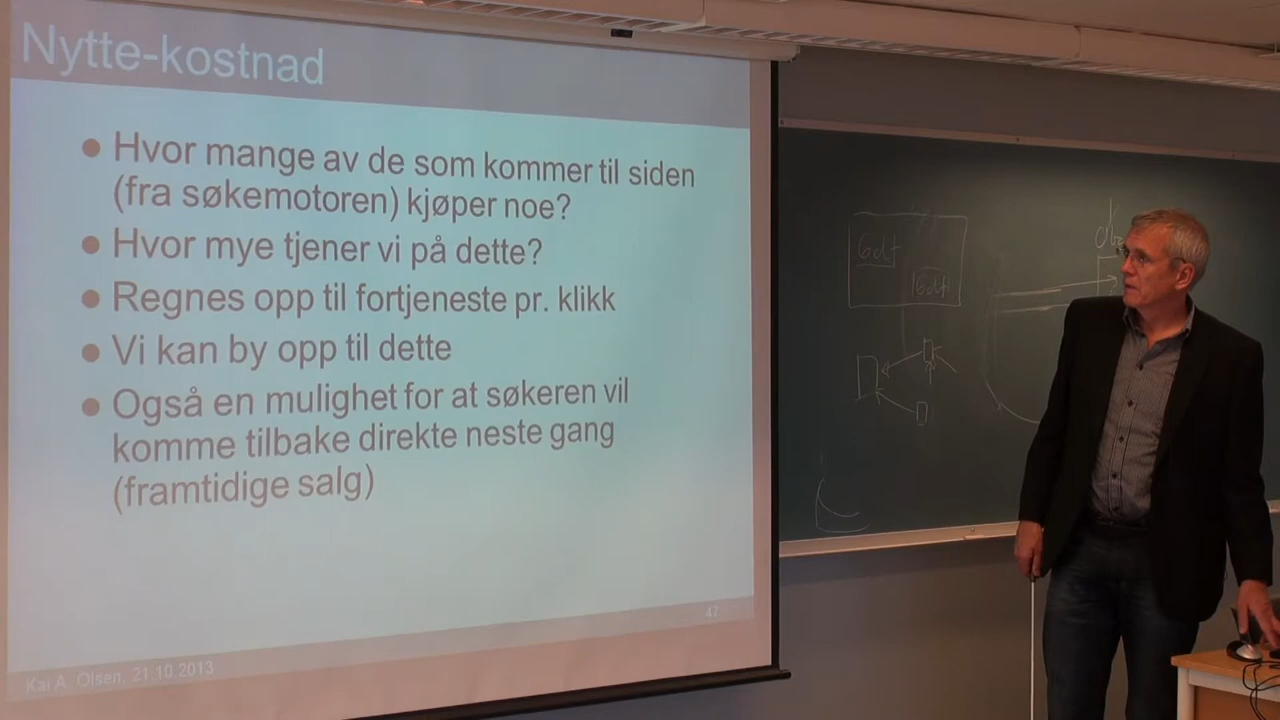 Nytte-kostnad
Hvor mange av de som kommer til siden
(fra søkemotoren) kjøper noe?
Hvor mye tjener vi på dette?
Regnes opp til fortjeneste pr. klikk
Vi kan by opp til dette
Også en mulighet for at søkeren vil
komme tilbake direkte neste gang
(framtidige salg)
47
Kai A. Olsen, 21.10.2013